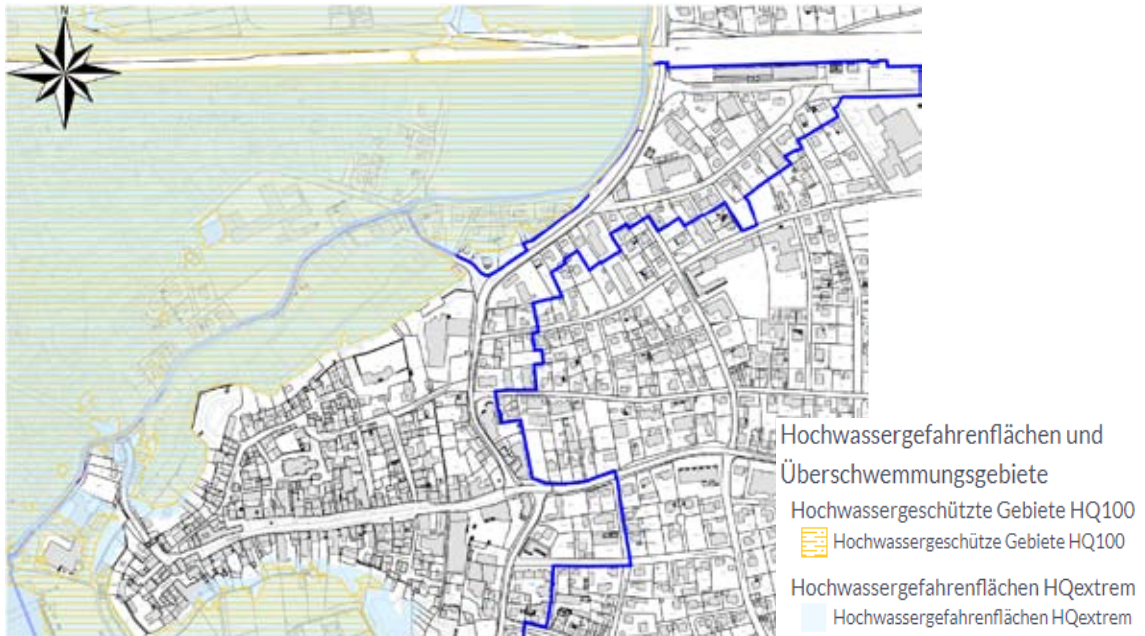 N
Hochwassergefahrenflächen und
Überschwemmungsgebiete
Hochwassergeschützte Gebiete HQ100
Hochwassergeschütze Gebiete HQ100
Hochwassergefahrenflächen HQextrem
Hochwassergefahrenflächen HQextrem